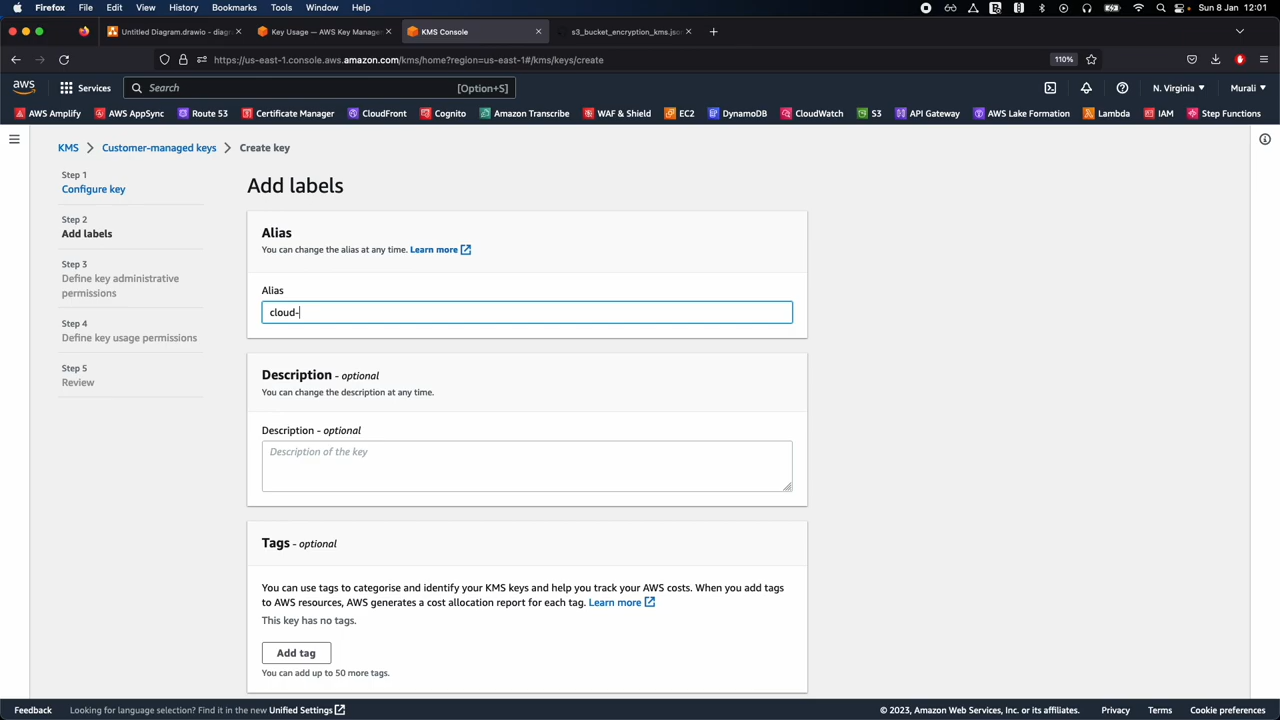 Firefox File Edit View History Bookmarks Tools Window Help Sun 8 Jan 12:01
Untitled Diagram.drawio - diag Key Usage — AWS Key Manage KMS Console s3_bucket_encryption_kms.jso
https://us-east-1.console.aws.amazon.com/kms/home?region=us-east-1#/kms/keys/create 110%
aws Services Search [Option+S] N. Virginia Murali
AWS Amplify AWS AppSync Route 53 Certificate Manager CloudFront Cognito Amazon Transcribe WAF & Shield EC2 DynamoDB CloudWatch S3 API Gateway AWS Lake Formation Lambda IAM Step Functions
KMS > Customer-managed keys > Create key
Step 1
Configure key
Step 2
Add labels
Step 3
Define key administrative
permissions
Step 4
Define key usage permissions
Step 5
Review
Add labels
Alias
You can change the alias at any time. Learn more
Alias
cloud-
Description - optional
You can change the description at any time.
Description - optional
Description of the key
Tags - optional
You can use tags to categorise and identify your KMS keys and help you track your AWS costs. When you add tags
to AWS resources, AWS generates a cost allocation report for each tag. Learn more
This key has no tags.
Add tag
You can add up to 50 more tags.
Feedback Looking for language selection? Find it in the new Unified Settings © 2023, Amazon Web Services, Inc. or its affiliates. Privacy Terms Cookie preferences